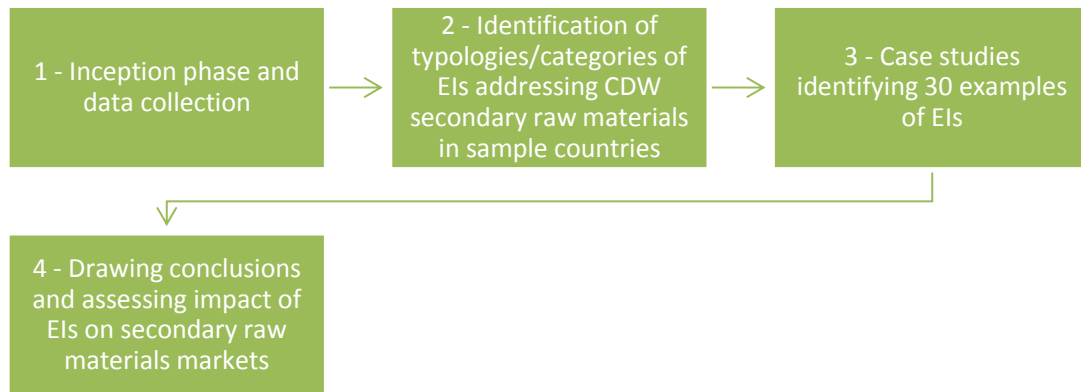 1 - Inception phase and
data collection
2 - Identification of
typologies/categories of
EIs addressing CDW
secondary raw materials
in sample countries
3 - Case studies
identifying 30 examples
of EIs
4 - Drawing conclusions
and assessing impact of
EIs on secondary raw
materials markets